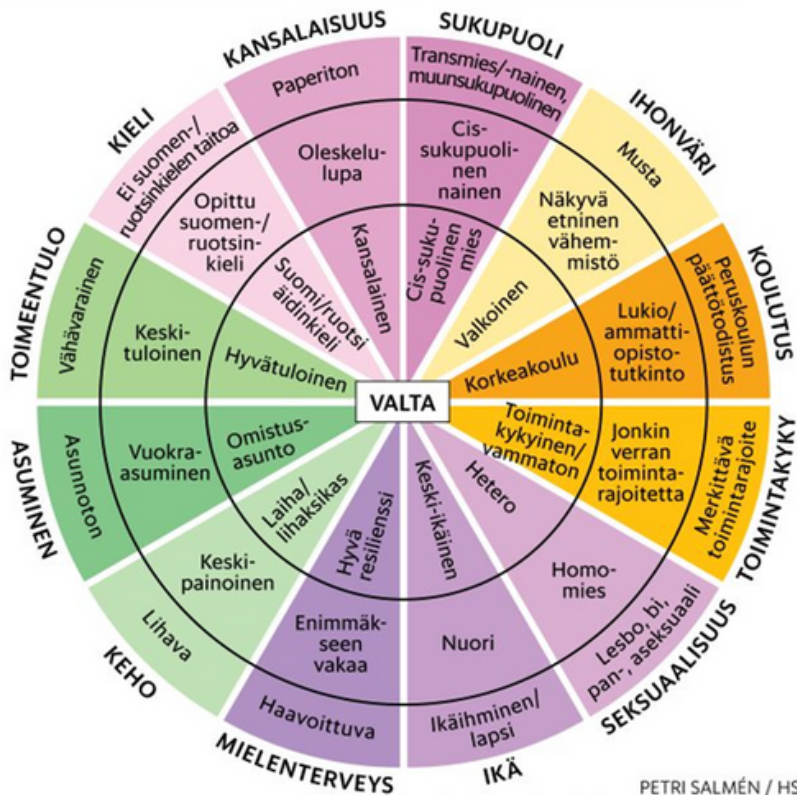 KANSALAISUUS
Paperiton
Oleskelu-
lupa
Kansalainen
SUKUPUOLI
Transmies/-nainen,
muunsukupuolinen
Cis-
sukupuoli-
nen
nainen
Cis-suku-
puolinen
mies
IHONVÄRI
Musta
Näkyvä
etninen
vähem-
mistö
Valkoinen
KOULUTUS
Peruskoulun
päättötodistus
Lukio/
ammatti-
opisto-
tutkinto
Korkeakoulu
TOIMINTAKYKY
Merkittävä
toimintarajoite
Jonkin
verran
toiminta-
rajoitetta
Toiminta-
kykyinen/
vammaton
SEKSUAALISUUS
Lesbo, bi,
pan-, aseksuaali
Homo-
mies
Hetero
IKÄ
Ikäihminen/
lapsi
Nuori
Keski-ikäinen
MIELENTERVEYS
Haavoittuva
Enimmäk-
seen
vakaa
Hyvä
resilienssi
KEHO
Lihava
Keski-
painoinen
Laiha/
lihaksikas
ASUMINEN
Asunnoton
Vuokra-
asuminen
Omistus-
asunto
TOIMEENTULO
Vähävarainen
Keski-
tuloinen
Hyvätuloinen
KIELI
Ei suomen-/
ruotsinkielen taitoa
Opittu
suomen-/
ruotsin-
kieli
Suomi/ruotsi
äidinkieli
VALTA
PETRI SALMÉN / HS